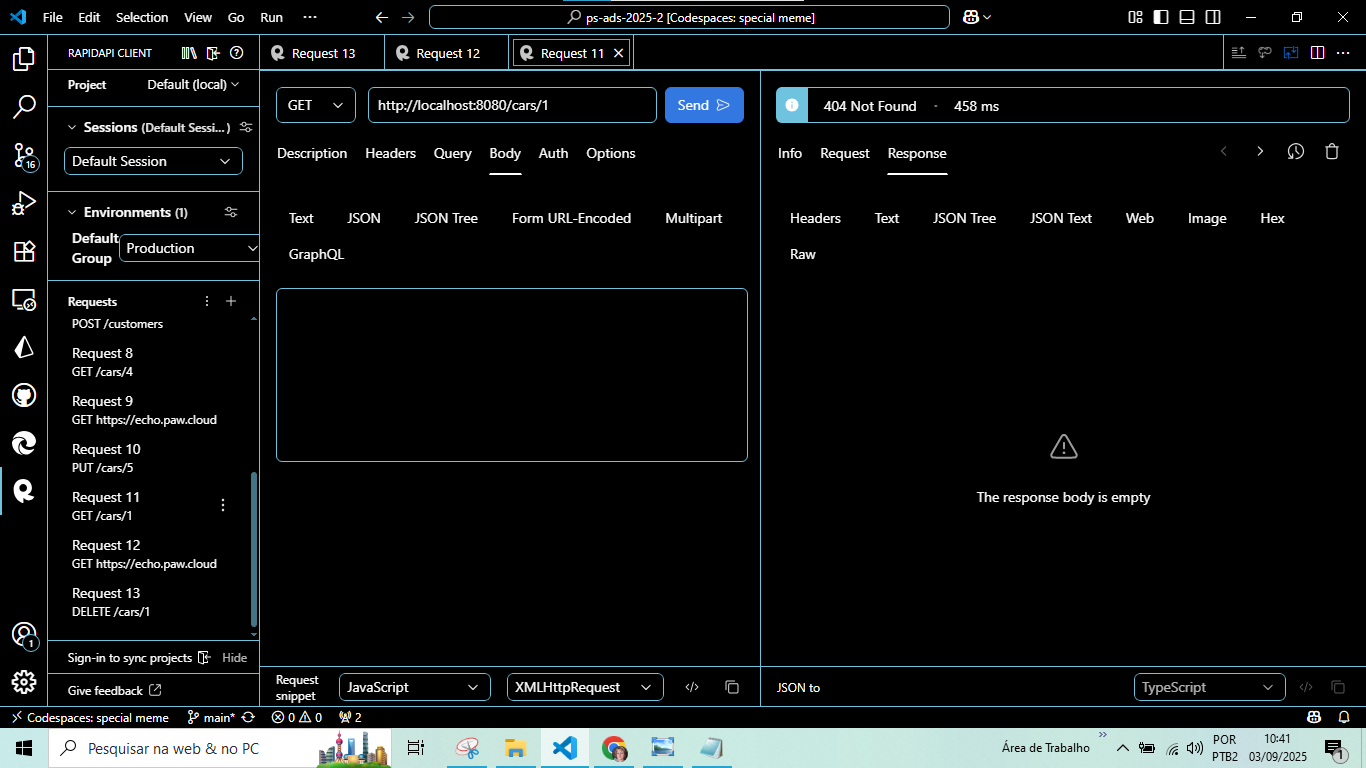 File Edit Selection View Go Run ···
ps-ads-2025-2 [Codespaces: special meme]
RAPIDAPI CLIENT
Request 13
Request 12
Request 11
Project
Default (local)
Sessions (Default Sessi... )
Default Session
Environments (1)
Default Group
Production
Requests
POST /customers
Request 8
GET /cars/4
Request 9
GET https://echo.paw.cloud
Request 10
PUT /cars/5
Request 11
GET /cars/1
Request 12
GET https://echo.paw.cloud
Request 13
DELETE /cars/1
Sign-in to sync projects
Hide
Give feedback
GET
http://localhost:8080/cars/1
Send
Description Headers Query Body Auth Options
Text JSON JSON Tree Form URL-Encoded Multipart
GraphQL
Request snippet
JavaScript
XMLHttpRequest
404 Not Found - 458 ms
Info Request Response
Headers Text JSON Tree JSON Text Web Image Hex
Raw
The response body is empty
JSON to
TypeScript
16
1
Codespaces: special meme
main*
0 0
2
Pesquisar na web & no PC
Área de Trabalho
POR
PTB2
10:41
03/09/2025
1